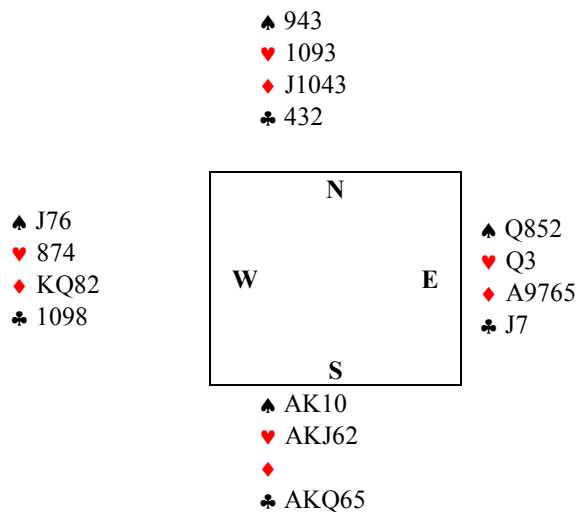 ♠ 943
♥ 1093
♦ J1043
♣ 432
N
♠ J76
♥ 874
♦ KQ82
♣ 1098
W
E
♠ Q852
♥ Q3
♦ A9765
♣ J7
S
♠ AK10
♥ AKJ62
♦
♣ AKQ65